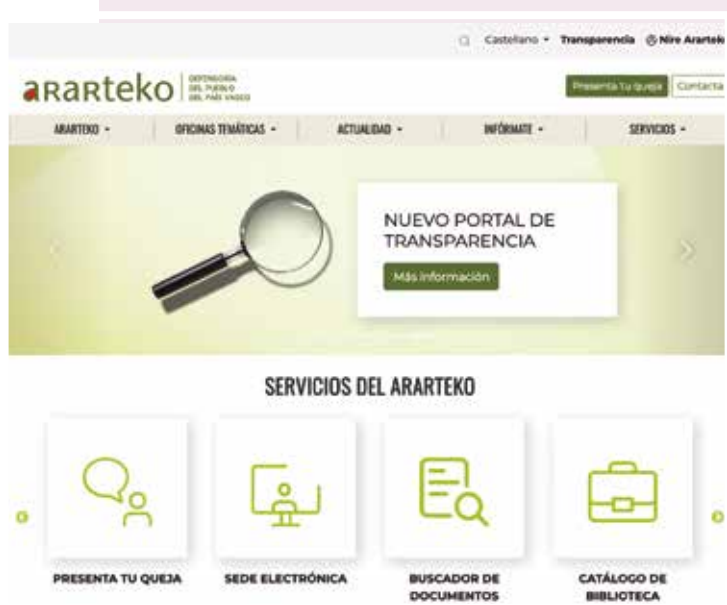 Castellano Transparencia Nire Ararteko
ararteko DEFENSORÍA
DEL PUEBLO
DEL PAÍS VASCO
Presenta Tu queja Contacta
ARARTEKO OFICINAS TEMÁTICAS ACTUALIDAD INFÓRMATE SERVICIOS
NUEVO PORTAL DE
TRANSPARENCIA
Más información
SERVICIOS DEL ARARTEKO
PRESENTA TU QUEJA SEDE ELECTRÓNICA BUSCADOR DE DOCUMENTOS CATÁLOGO DE BIBLIOTECA